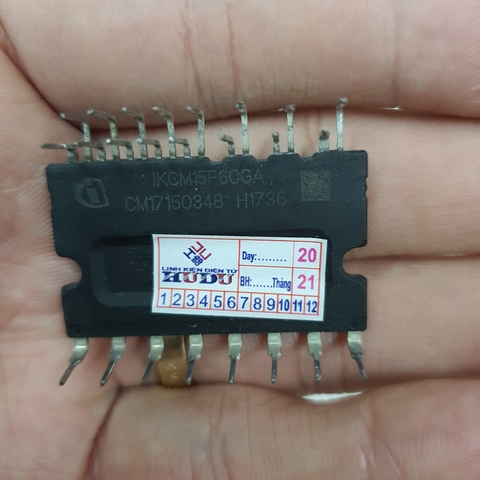 IKCM15F60GA
CM17150348 H1736
LINH KIỆN ĐIỆN TỬ
HUDU
Day:......... 20
BH:......Tháng 21
1 2 3 4 5 6 7 8 9 10 11 12